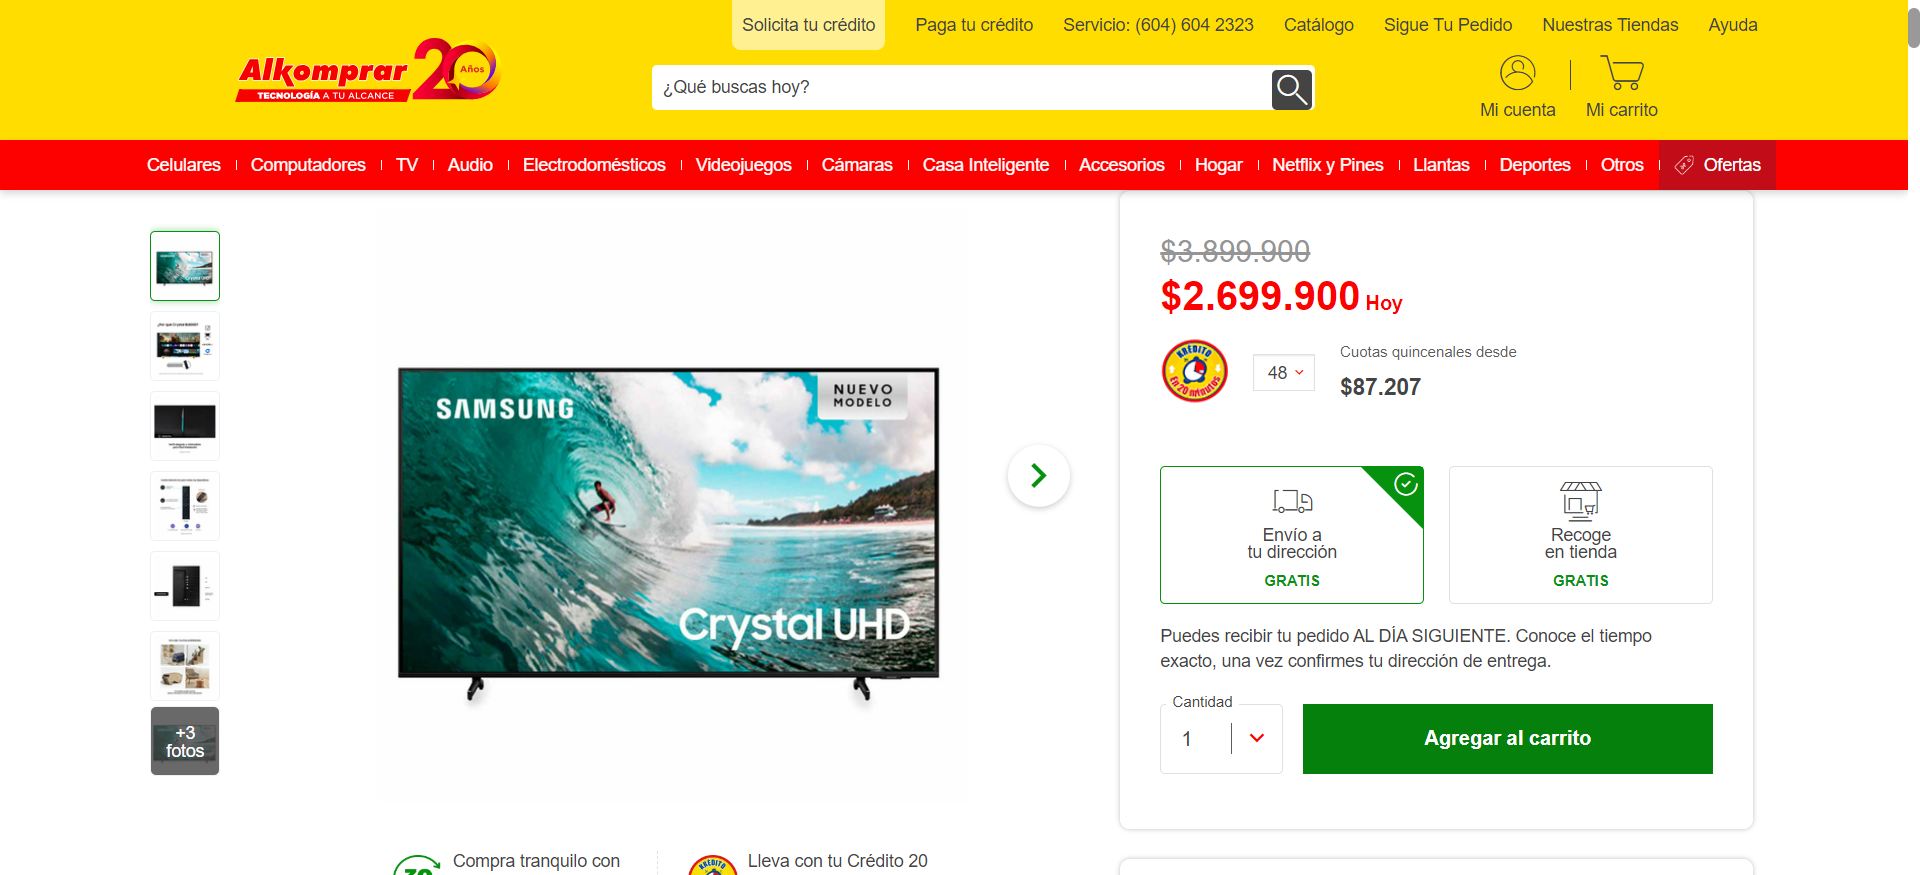 Solicita tu crédito
Paga tu crédito
Servicio: (604) 604 2323
Catálogo
Sigue Tu Pedido
Nuestras Tiendas
Ayuda
Alkomprar
TECNOLOGÍA A TU ALCANCE
20
Años
¿Qué buscas hoy?
Mi cuenta
Mi carrito
Celulares
Computadores
TV
Audio
Electrodomésticos
Videojuegos
Cámaras
Casa Inteligente
Accesorios
Hogar
Netflix y Pines
Llantas
Deportes
Otros
Ofertas
+3
fotos
SAMSUNG
NUEVO
MODELO
Crystal UHD
$3.899.900
$2.699.900 Hoy
KRÉDITO
En 20 minutos
48
Cuotas quincenales desde
$87.207
Envío a
tu dirección
GRATIS
Recoge
en tienda
GRATIS
Puedes recibir tu pedido AL DÍA SIGUIENTE. Conoce el tiempo
exacto, una vez confirmes tu dirección de entrega.
Cantidad
1
Agregar al carrito
Compra tranquilo con
KRÉDITO
Lleva con tu Crédito 20